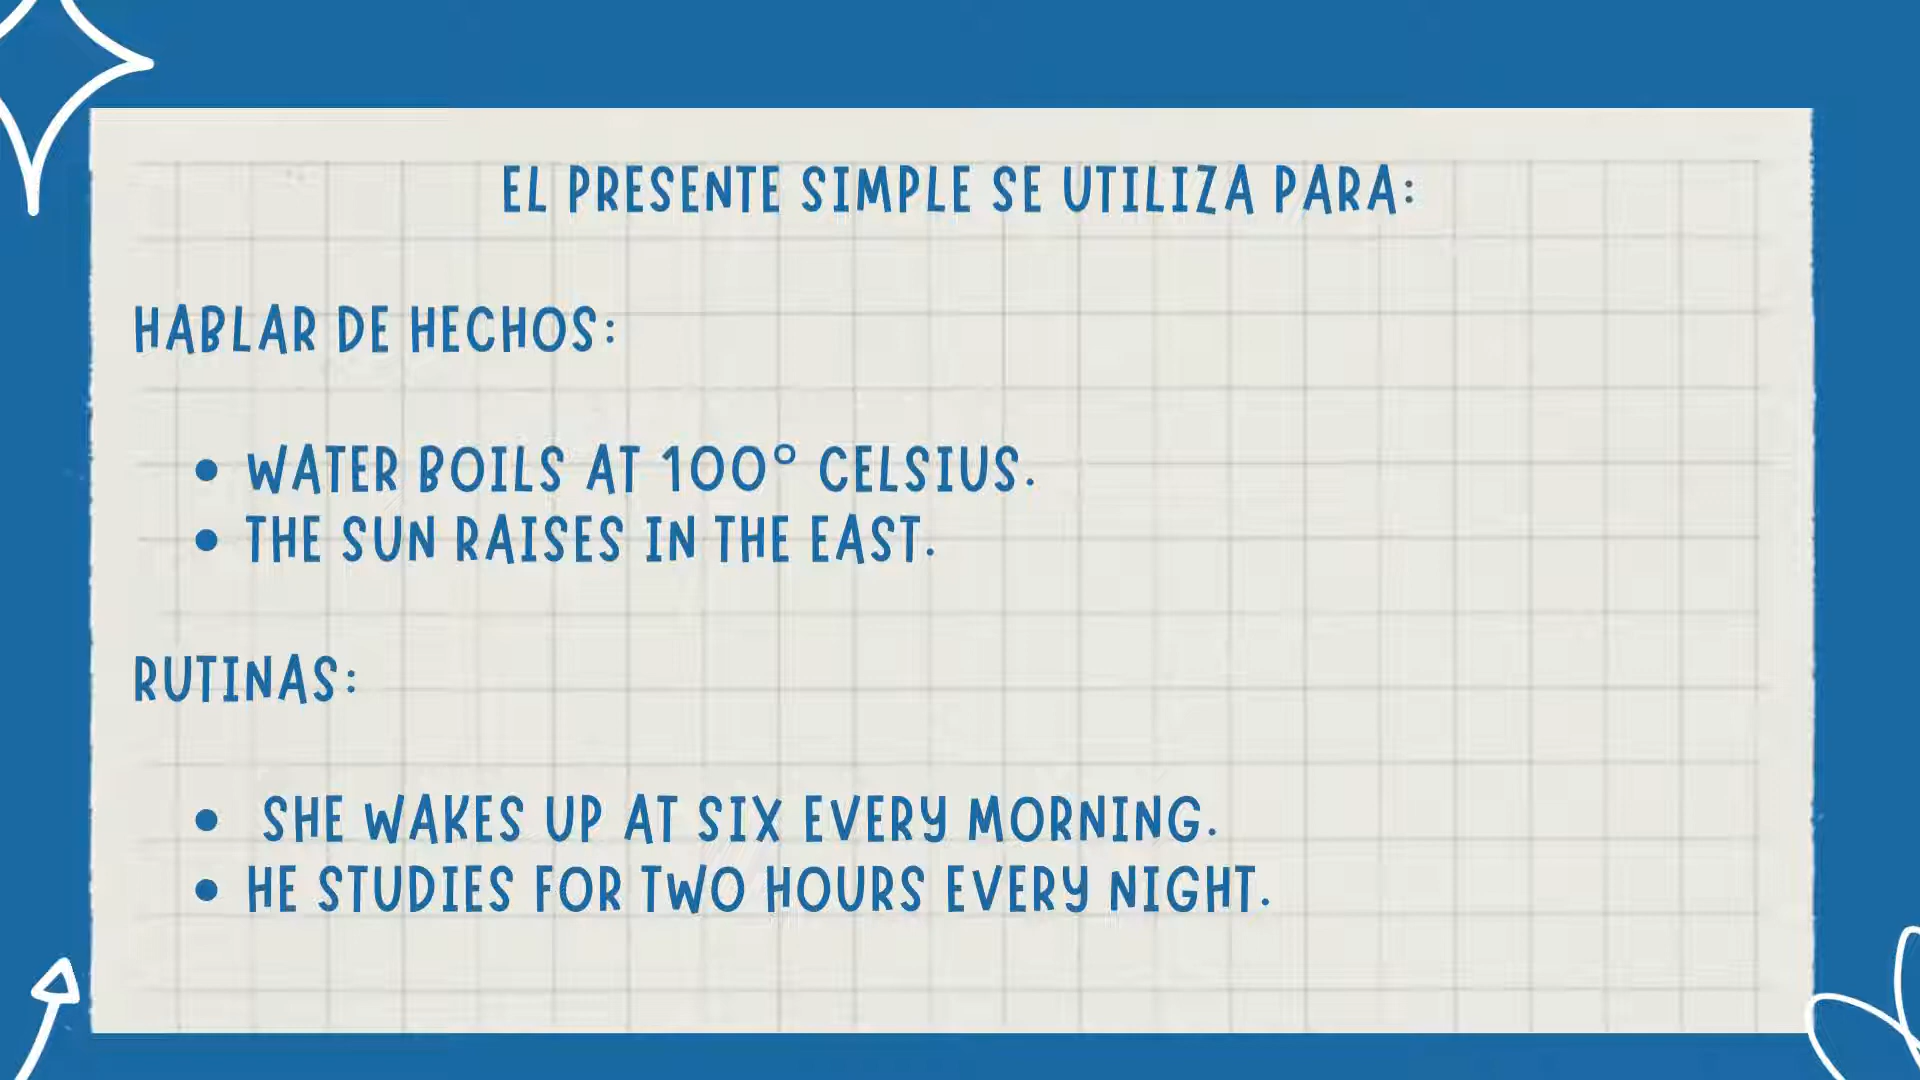 EL PRESENTE SIMPLE SE UTILIZA PARA:
HABLAR DE HECHOS:
• WATER BOILS AT 100° CELSIUS.
• THE SUN RAISES IN THE EAST.
RUTINAS:
• SHE WAKES UP AT SIX EVERY MORNING.
• HE STUDIES FOR TWO HOURS EVERY NIGHT.